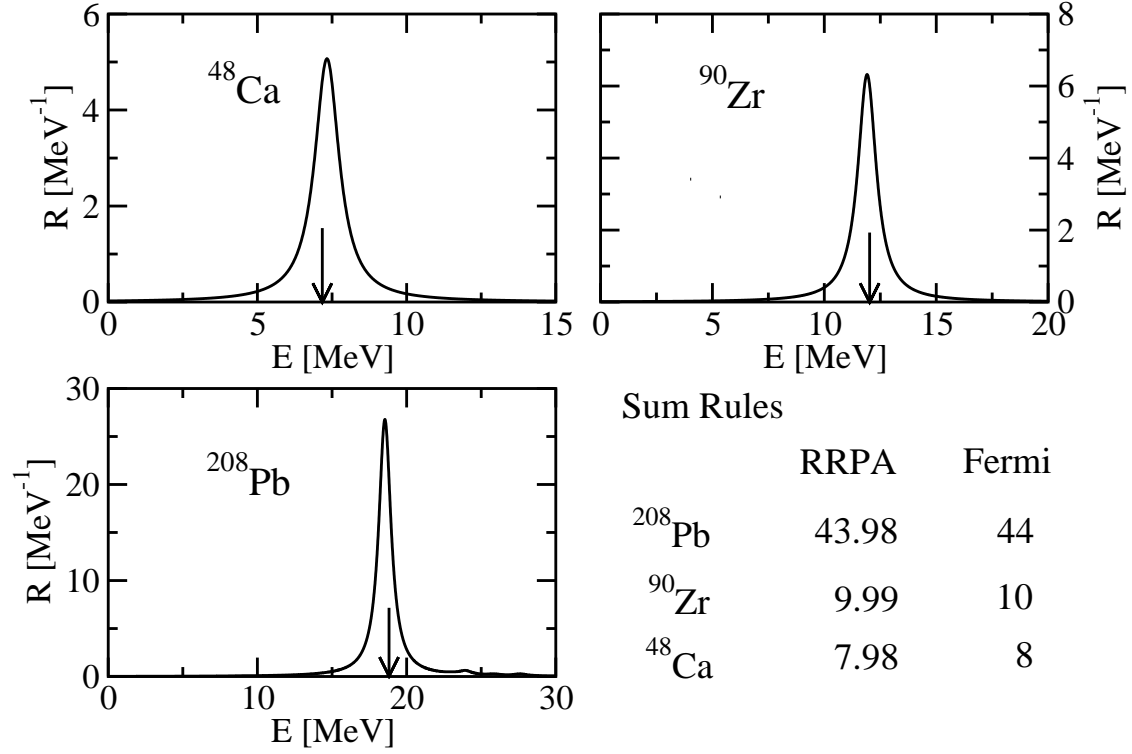 6
4
2
0
R [MeV⁻¹]
⁴⁸Ca
0 5 10 15
E [MeV]
8
6
4
2
0
R [MeV⁻¹]
⁹⁰Zr
0 5 10 15 20
E [MeV]
30
20
10
0
R [MeV⁻¹]
²⁰⁸Pb
0 10 20 30
E [MeV]
Sum Rules
RRPA Fermi
²⁰⁸Pb 43.98 44
⁹⁰Zr 9.99 10
⁴⁸Ca 7.98 8